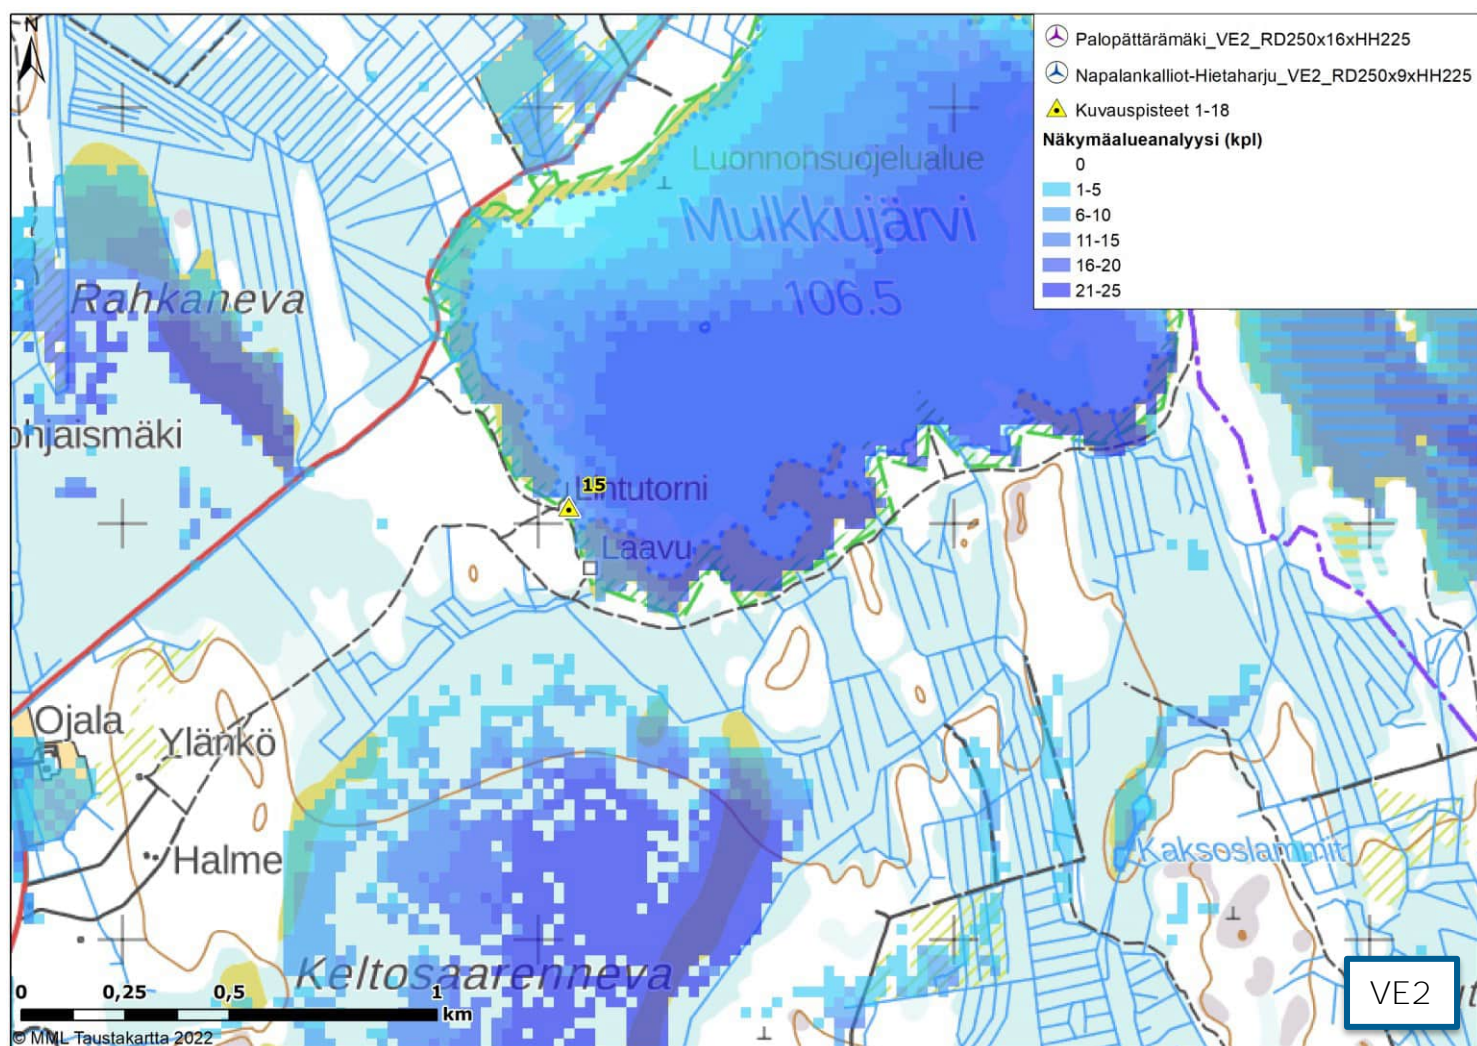 N
Palopättärämäki_VE2_RD250x16xHH225
Napalankalliot-Hietaharju_VE2_RD250x9xHH225
Kuvauspisteet 1-18
Näkymäalueanalyysi (kpl)
0
1-5
6-10
11-15
16-20
21-25
Luonnonsuojelualue
Mulkkujärvi
106.5
Rahkaneva
ohjaismäki
15
Lintutorni
Laavu
Ojala
Ylänkö
Halme
Kaksoslammit
Keltosaarenneva
0 0,25 0,5 1
km
VE2
© MML Taustakartta 2022